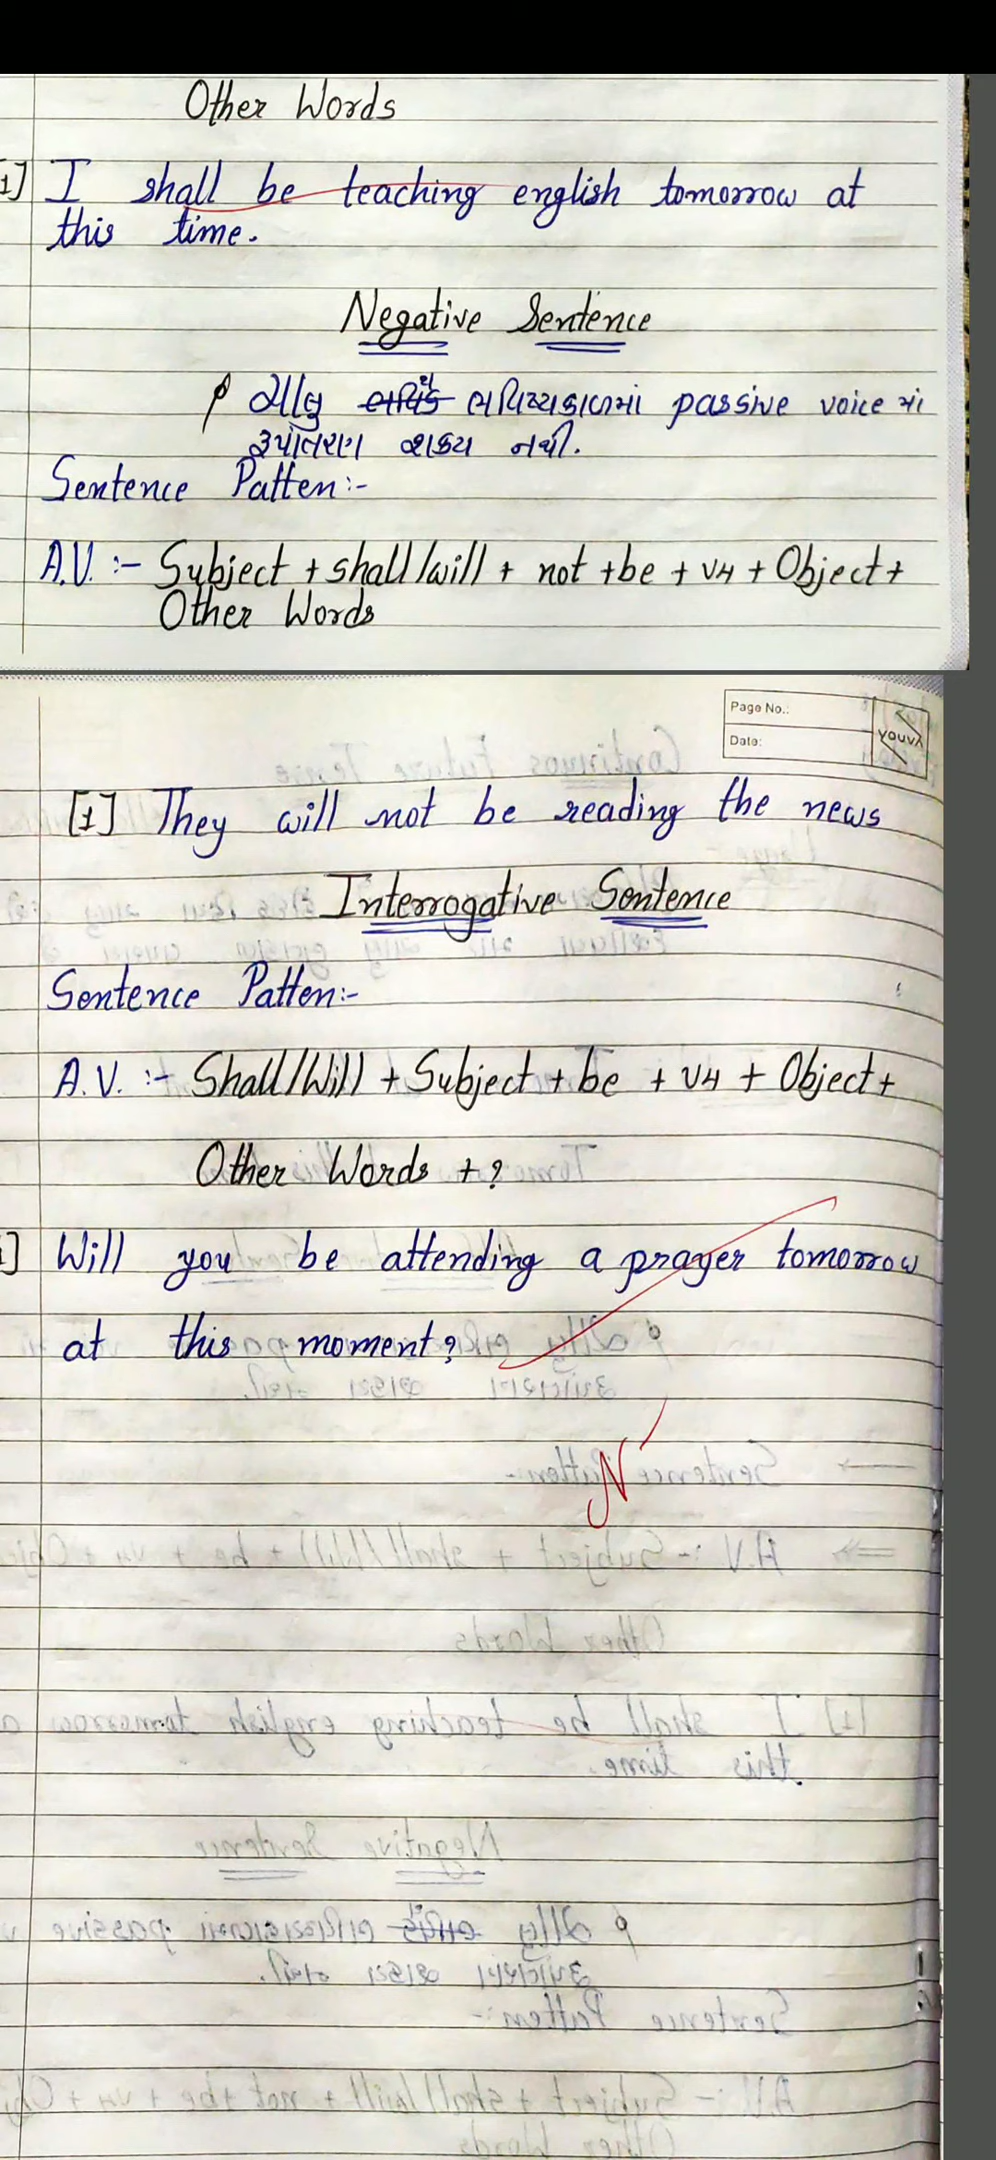 Other Words
1] I shall be teaching english tomorrow at
this time.
Negative Sentence
ચાલુ ભવિષ્યકાળમાં passive voice માં
રૂપાંતરણ શક્ય નથી.
Sentence Patten:-
A.V. :- Subject + shall/will + not +be + v4 + Object +
Other Words
Page No.:
Date:
YOUVA
[1] They will not be reading the news
Interrogative Sentence
Sentence Patten:-
A.V. :- Shall/Will + Subject + be + v4 + Object +
Other Words + ?
1] Will you be attending a prayer tomorrow
at this moment?
N